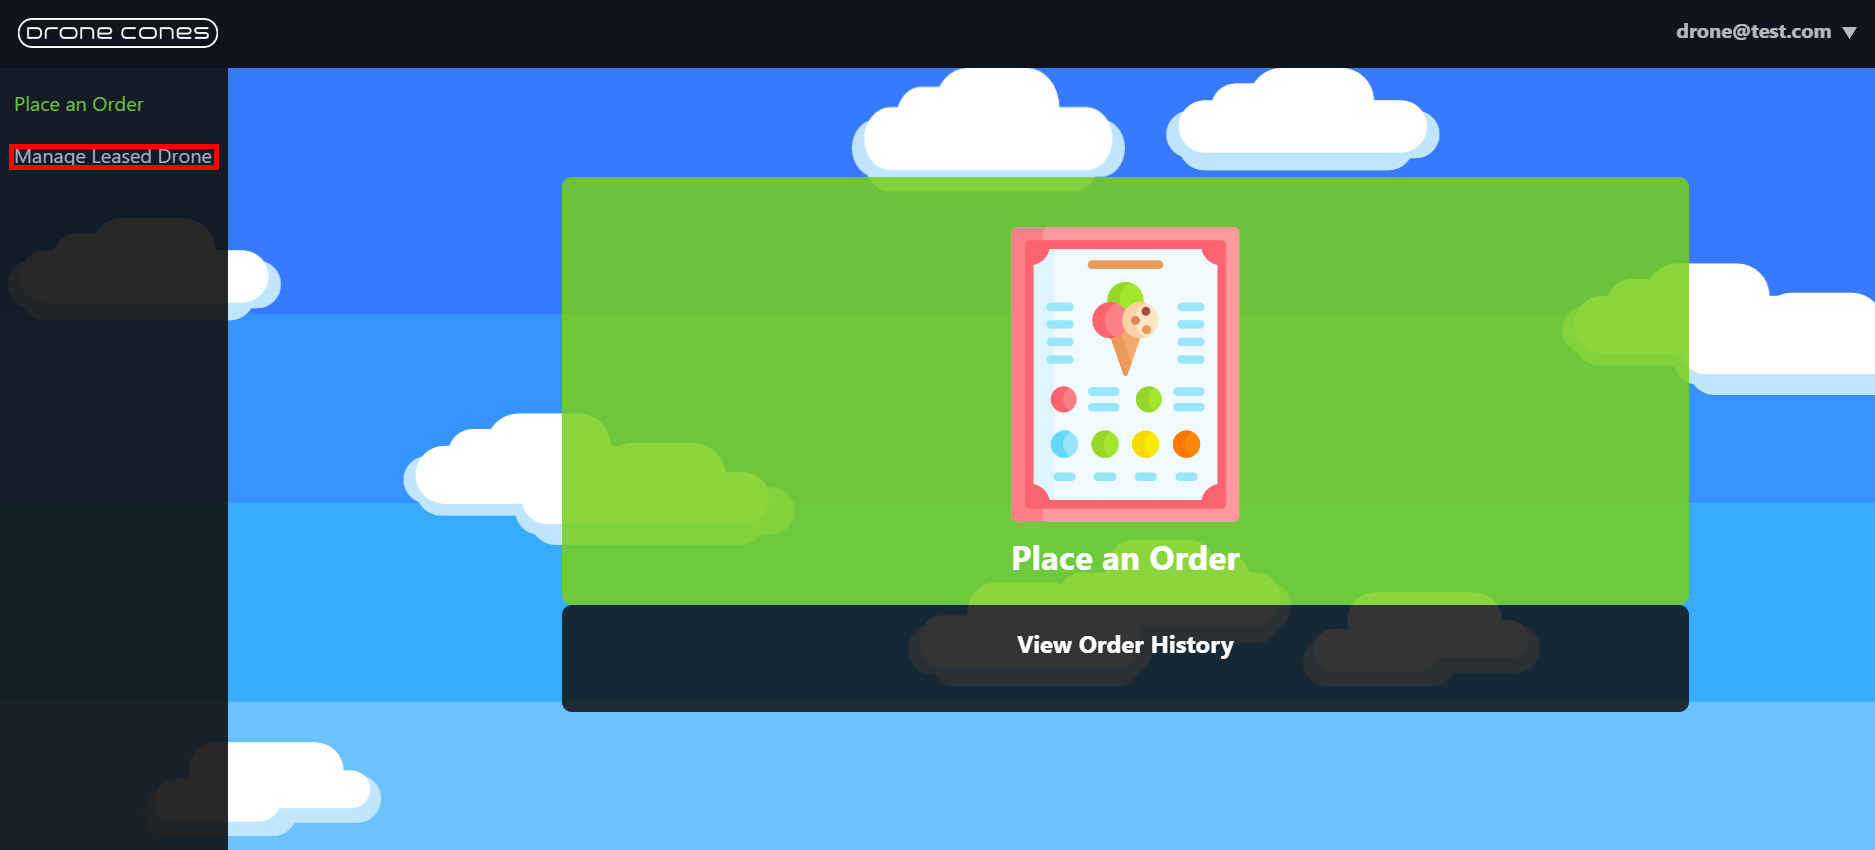 Drone Cones
drone@test.com ▼
Place an Order
Manage Leased Drone
Place an Order
View Order History